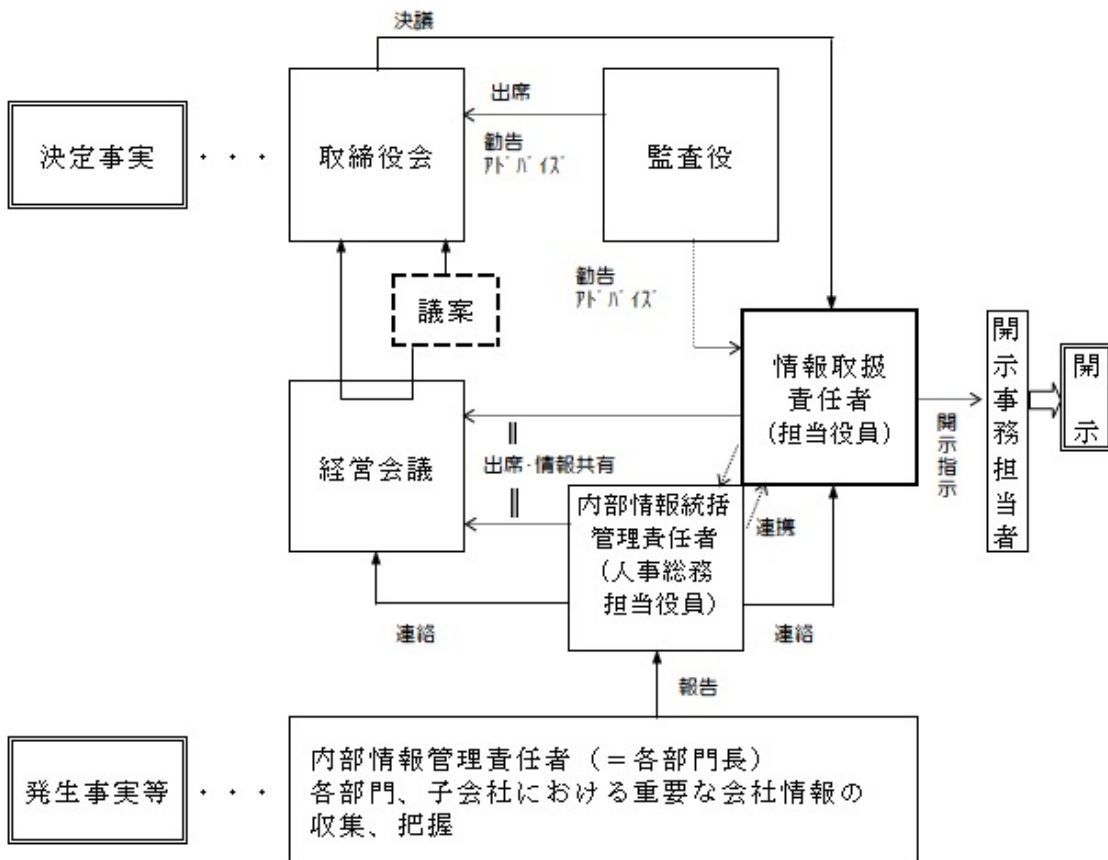 決議
決定事実
・・・
取締役会
出席
勧告
ｱﾄﾞﾊﾞｲｽﾞ
監査役
勧告
ｱﾄﾞﾊﾞｲｽﾞ
議案
情報取扱
責任者
(担当役員)
開示指示
開示事務担当者
開示
経営会議
出席・情報共有
内部情報統括
管理責任者
(人事総務
担当役員)
連携
連絡
連絡
報告
発生事実等
・・・
内部情報管理責任者（＝各部門長）
各部門、子会社における重要な会社情報の
収集、把握